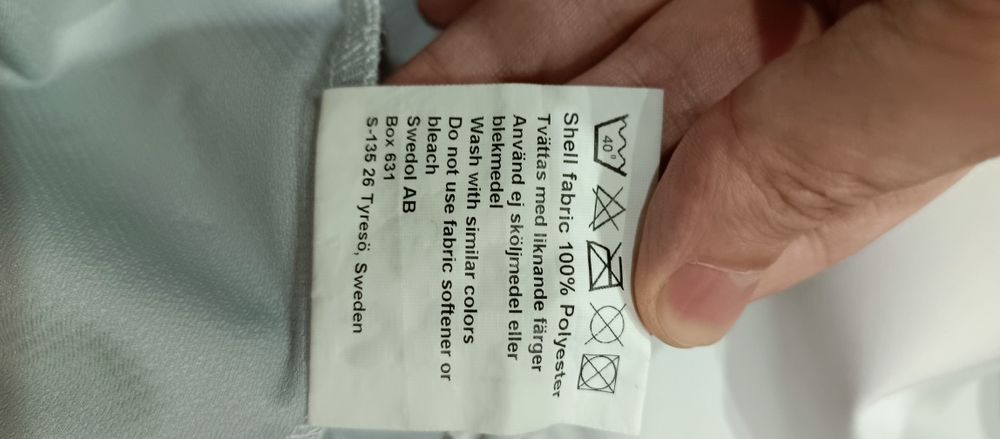 40°
Shell fabric 100% Polyester
Tvättas med liknande färger
Använd ej sköljmedel eller
blekmedel
Wash with similar colors
Do not use fabric softener or
bleach
Swedol AB
Box 631
S-135 26 Tyresö, Sweden